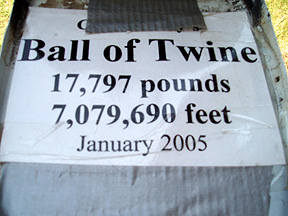 Ball of Twine
17,797 pounds
7,079,690 feet
January 2005